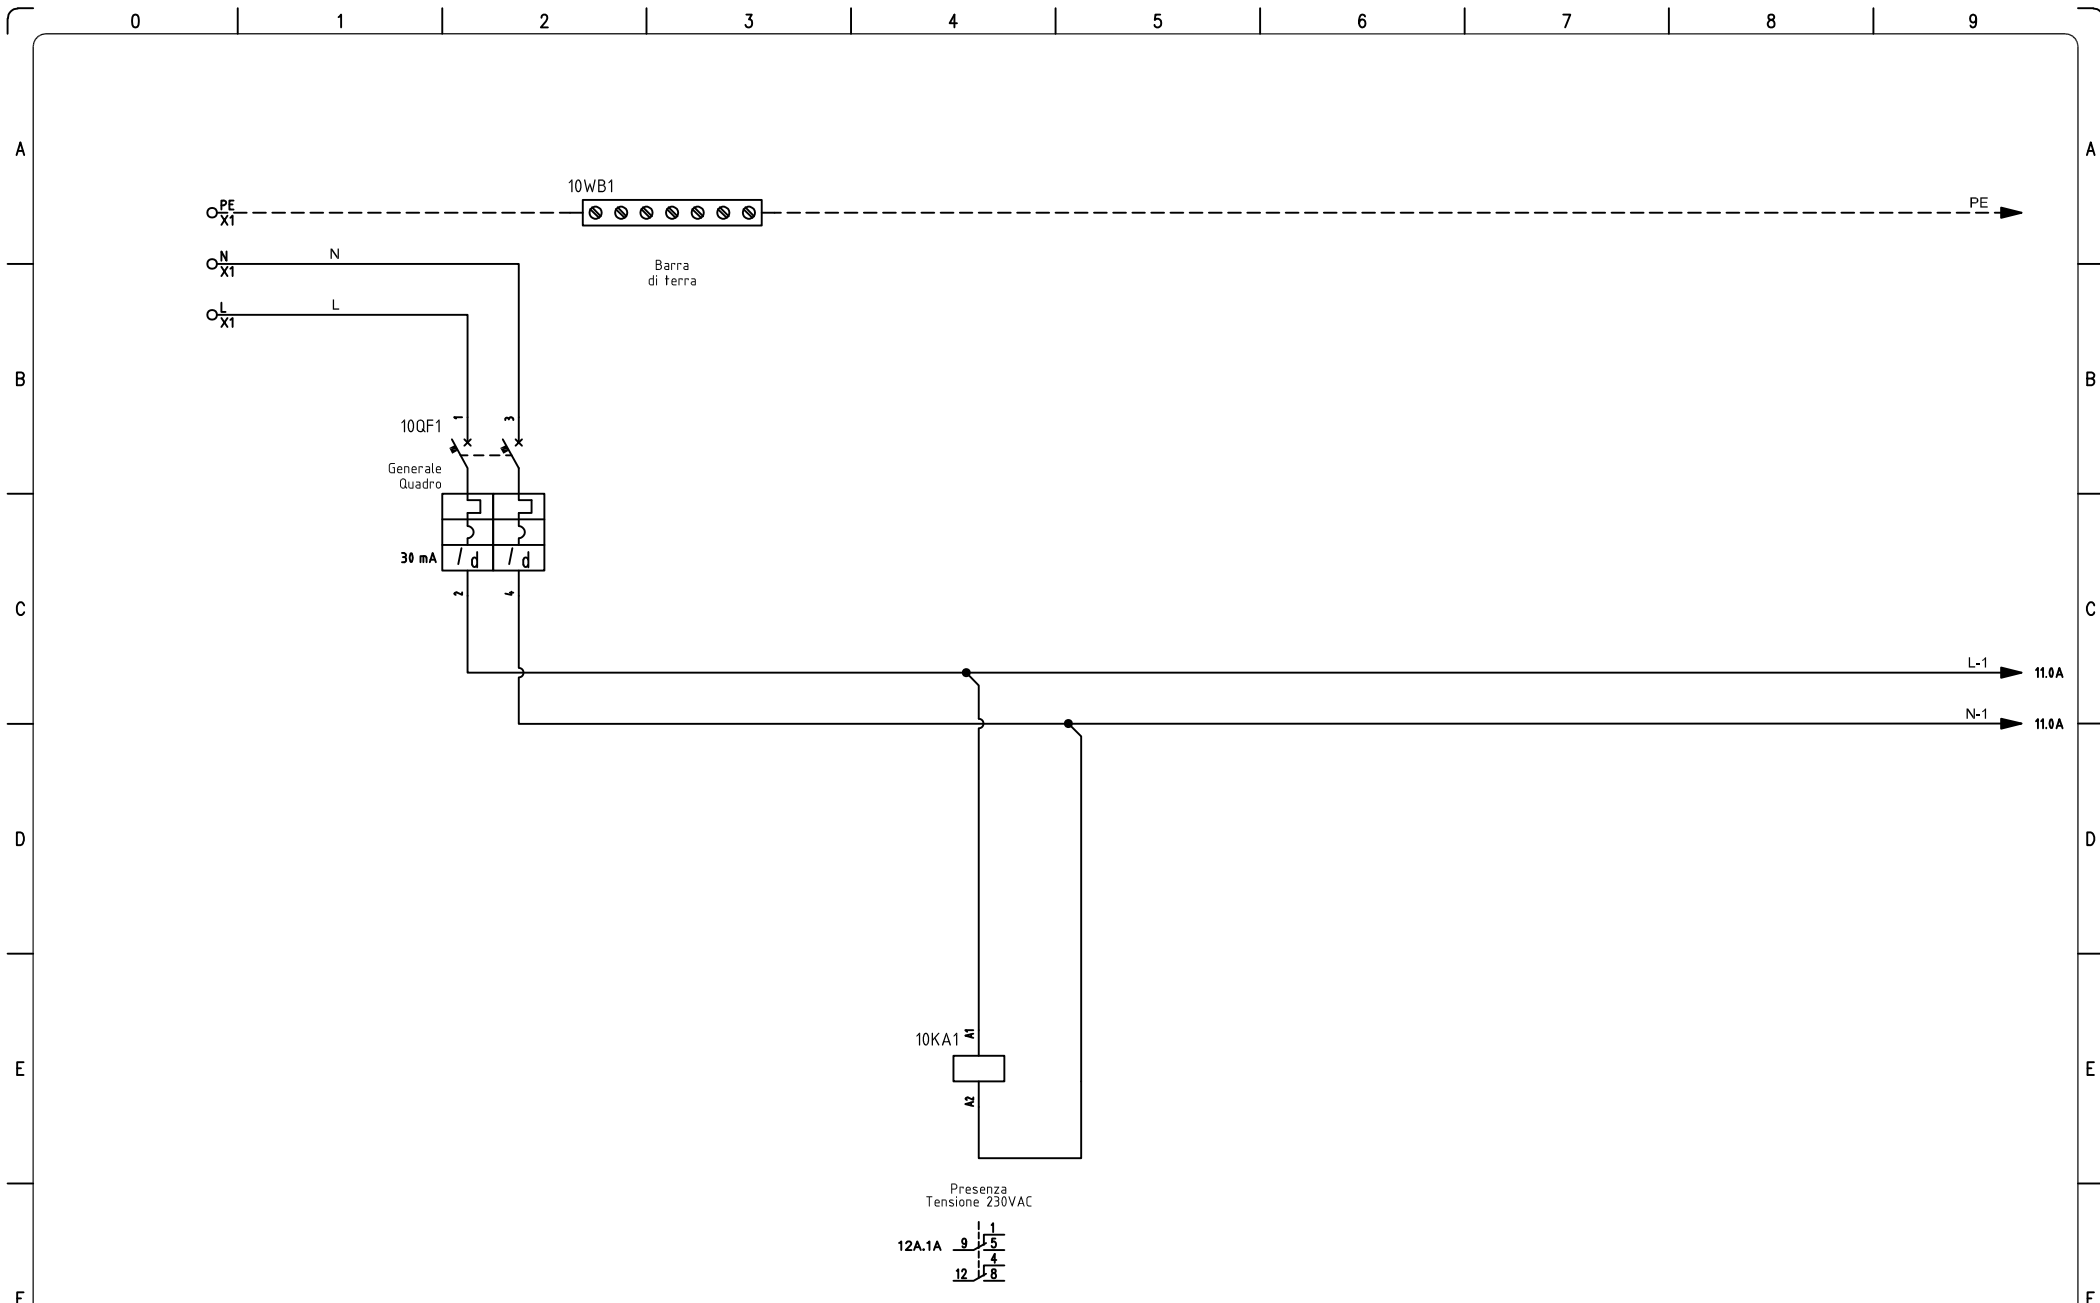 0 1 2 3 4 5 6 7 8 9
A A
10WB1
PE
X1
PE
N
X1
N
Barra
di terra
L
X1
L
B B
1 3
10QF1
Generale
Quadro
30 mA
/ d / d
2 4
C C
L-1 11.0A
N-1 11.0A
D D
10KA1
A1
E E
A2
Presenza
Tensione 230VAC
1
12A.1A 9 5
4
12 8
F F